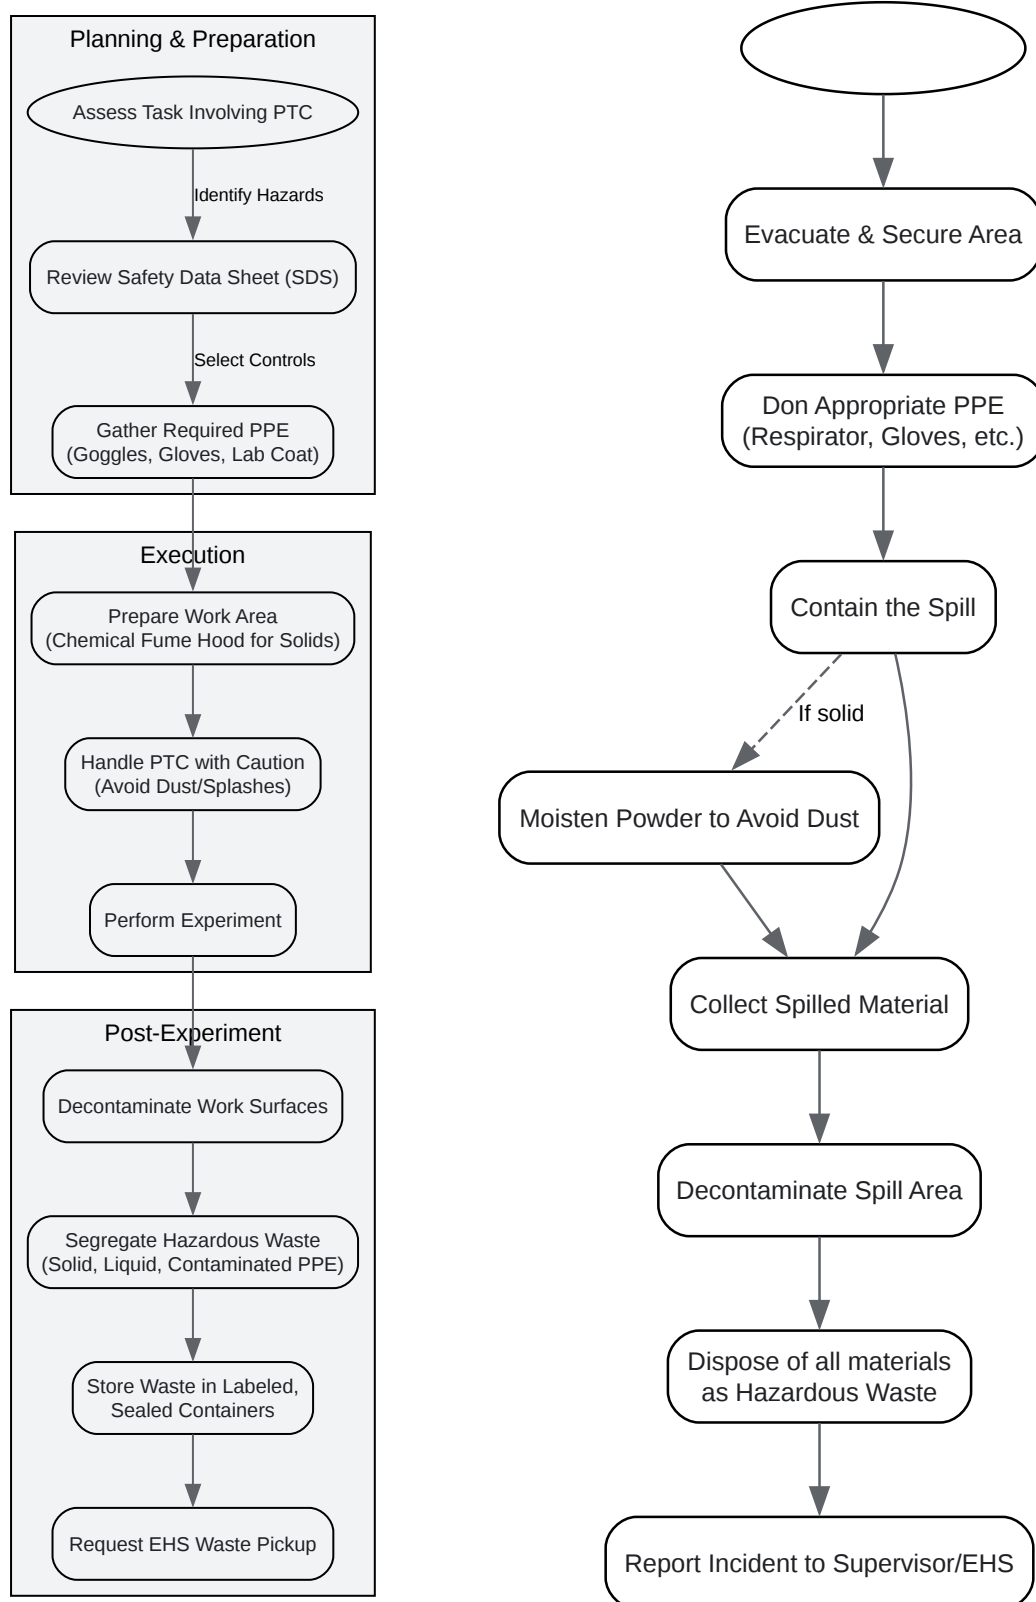 Planning & Preparation
Assess Task Involving PTC
Identify Hazards
Review Safety Data Sheet (SDS)
Select Controls
Gather Required PPE
(Goggles, Gloves, Lab Coat)
Execution
Prepare Work Area
(Chemical Fume Hood for Solids)
Handle PTC with Caution
(Avoid Dust/Splashes)
Perform Experiment
Post-Experiment
Decontaminate Work Surfaces
Segregate Hazardous Waste
(Solid, Liquid, Contaminated PPE)
Store Waste in Labeled,
Sealed Containers
Request EHS Waste Pickup
Evacuate & Secure Area
Don Appropriate PPE
(Respirator, Gloves, etc.)
Contain the Spill
If solid
Moisten Powder to Avoid Dust
Collect Spilled Material
Decontaminate Spill Area
Dispose of all materials
as Hazardous Waste
Report Incident to Supervisor/EHS